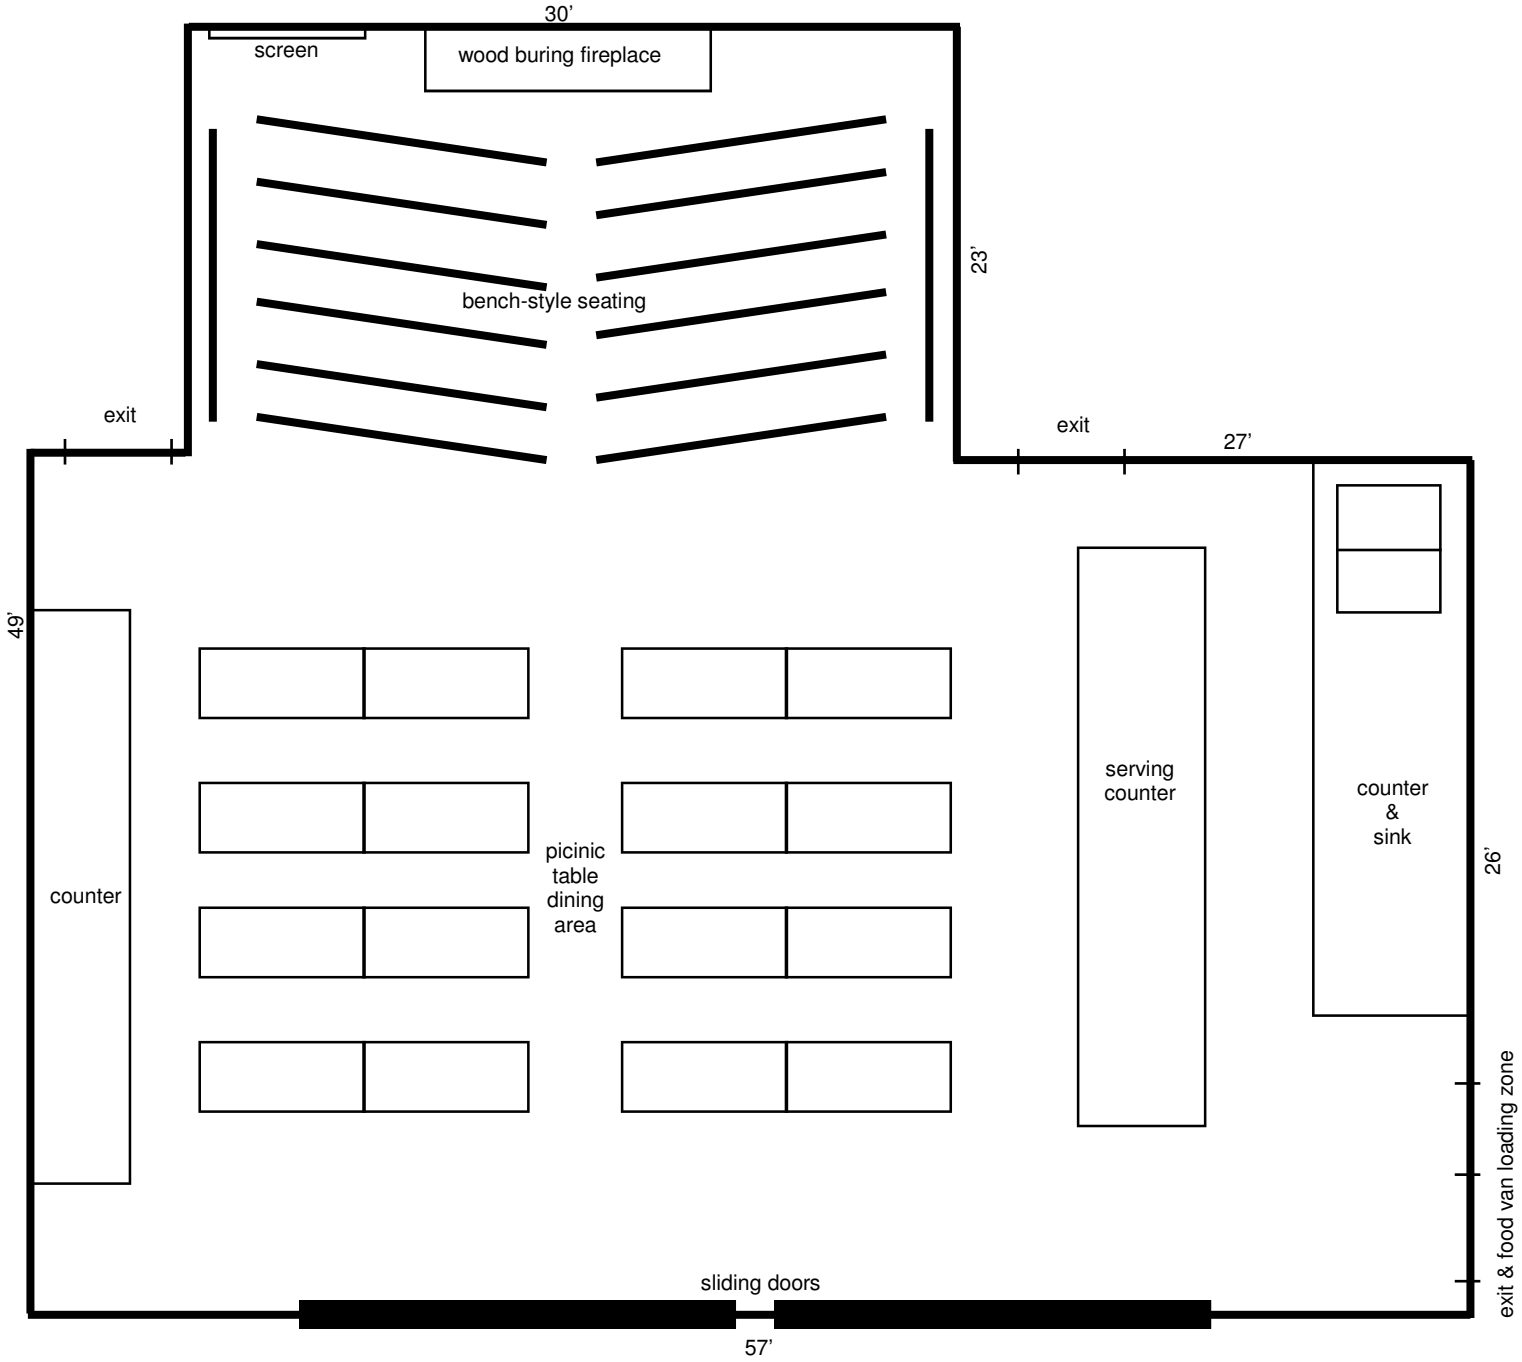 30'
screen
wood buring fireplace
23'
bench-style seating
exit
exit
27'
49'
serving
counter
counter
&
sink
picinic
table
dining
area
26'
counter
exit & food van loading zone
sliding doors
57'